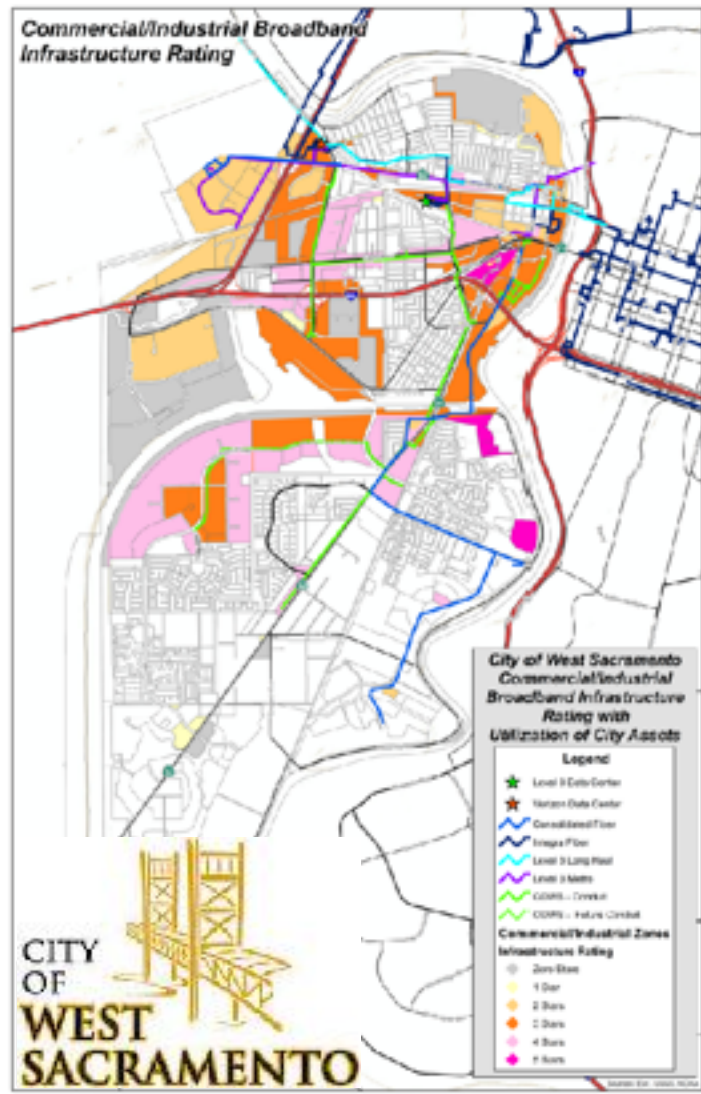 Commercial/Industrial Broadband
Infrastructure Rating
City of West Sacramento
Commercial/Industrial
Broadband Infrastructure
Rating with
Utilization of City Assets
Legend
Level 3 Data Center
Verizon Data Center
Consolidated Fiber
Integra Fiber
Level 3 Long Haul
Level 3 Metro
COWS - Conduit
COWS - Future Conduit
Commercial/Industrial Zones
Infrastructure Rating
Zero Stars
1 Star
2 Stars
3 Stars
4 Stars
5 Stars
CITY
OF
WEST
SACRAMENTO